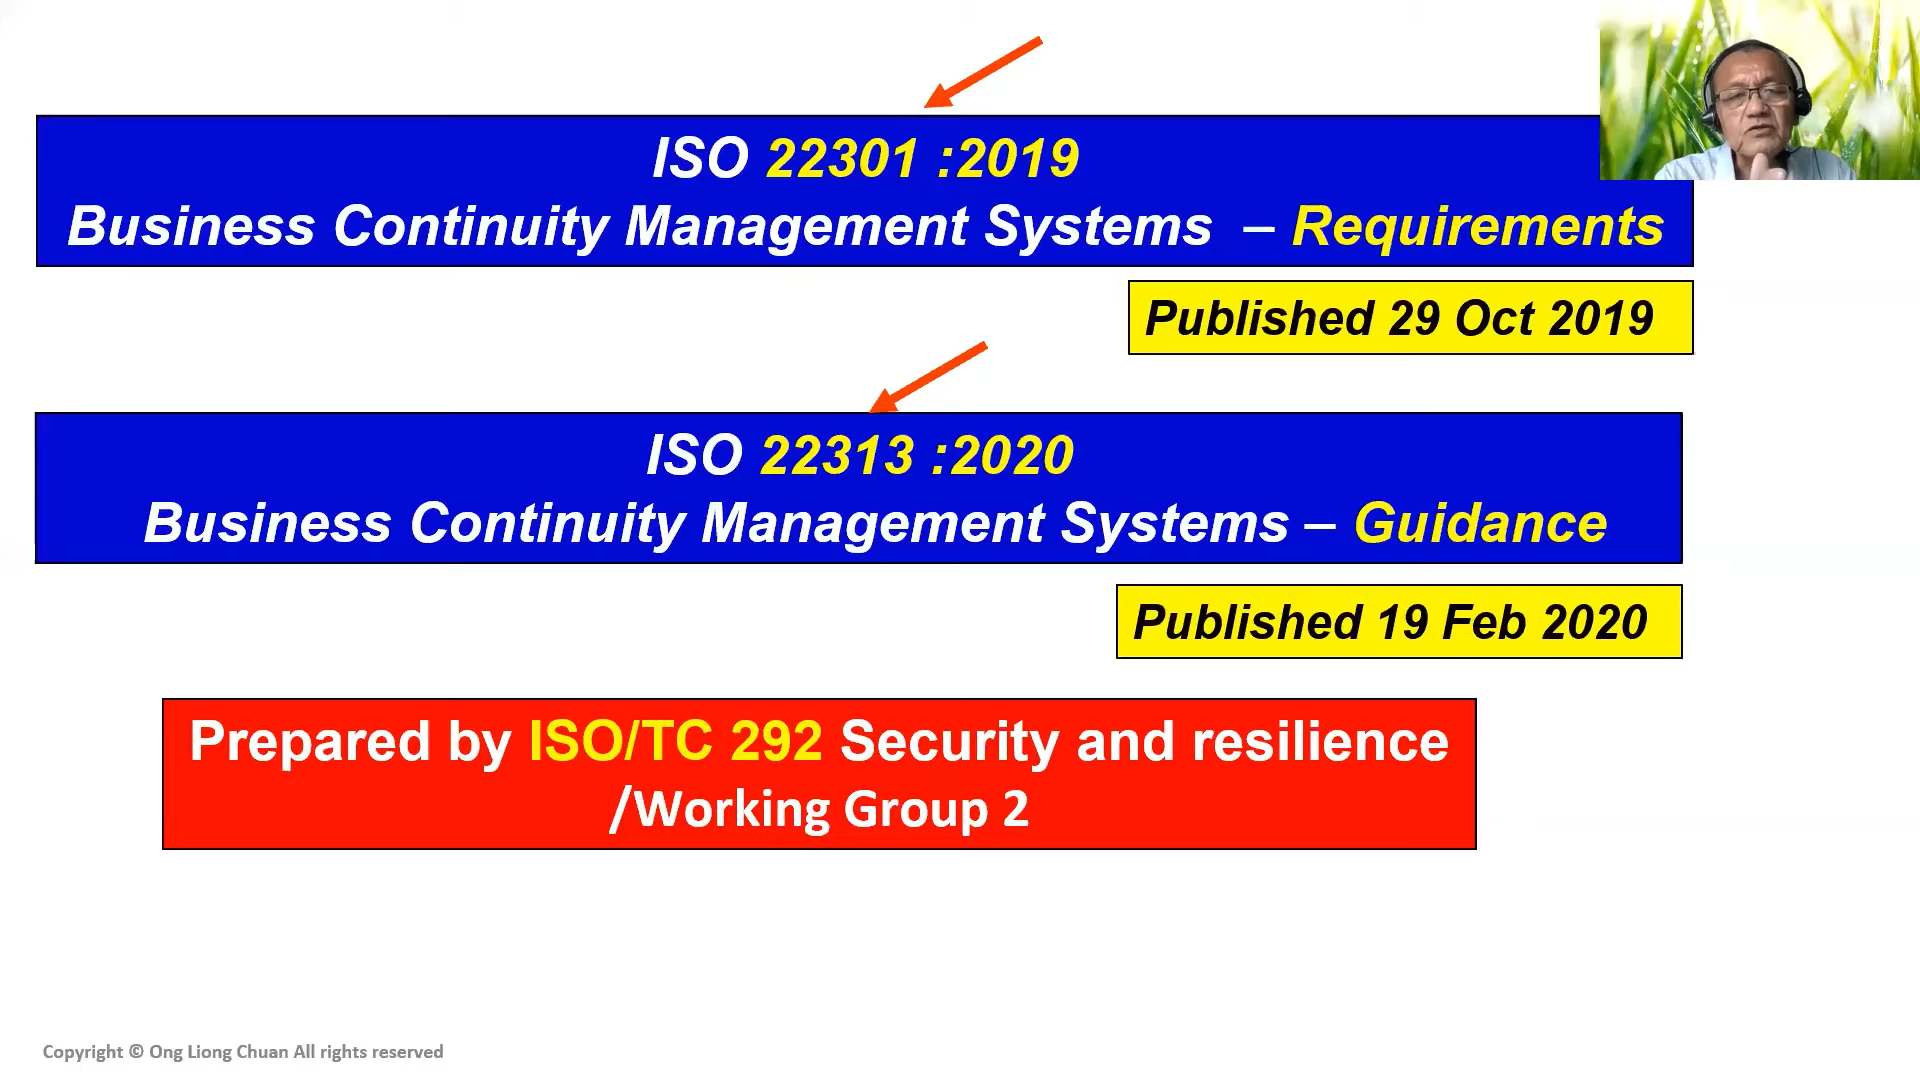 ISO 22301 :2019
Business Continuity Management Systems – Requirements
Published 29 Oct 2019
ISO 22313 :2020
Business Continuity Management Systems – Guidance
Published 19 Feb 2020
Prepared by ISO/TC 292 Security and resilience
/Working Group 2
Copyright © Ong Liong Chuan All rights reserved